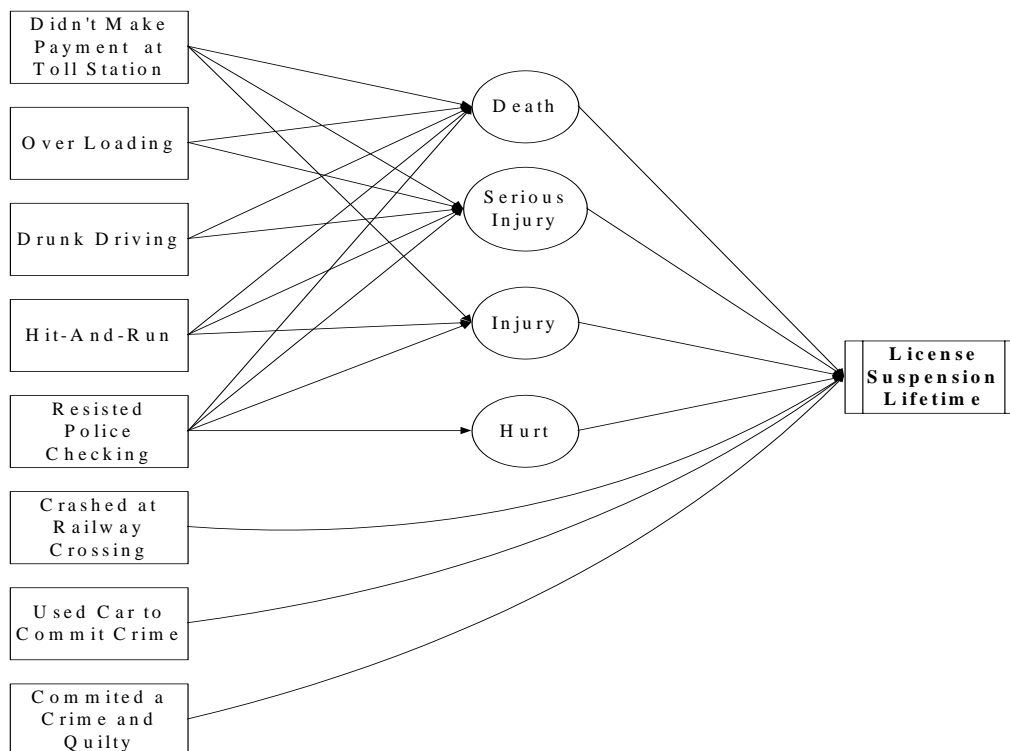 Didn't Make
Payment at
Toll Station
Over Loading
Drunk Driving
Hit-And-Run
Resisted
Police
Checking
Crashed at
Railway
Crossing
Used Car to
Commit Crime
Commited a
Crime and
Quilty
Death
Serious
Injury
Injury
Hurt
License
Suspension
Lifetime